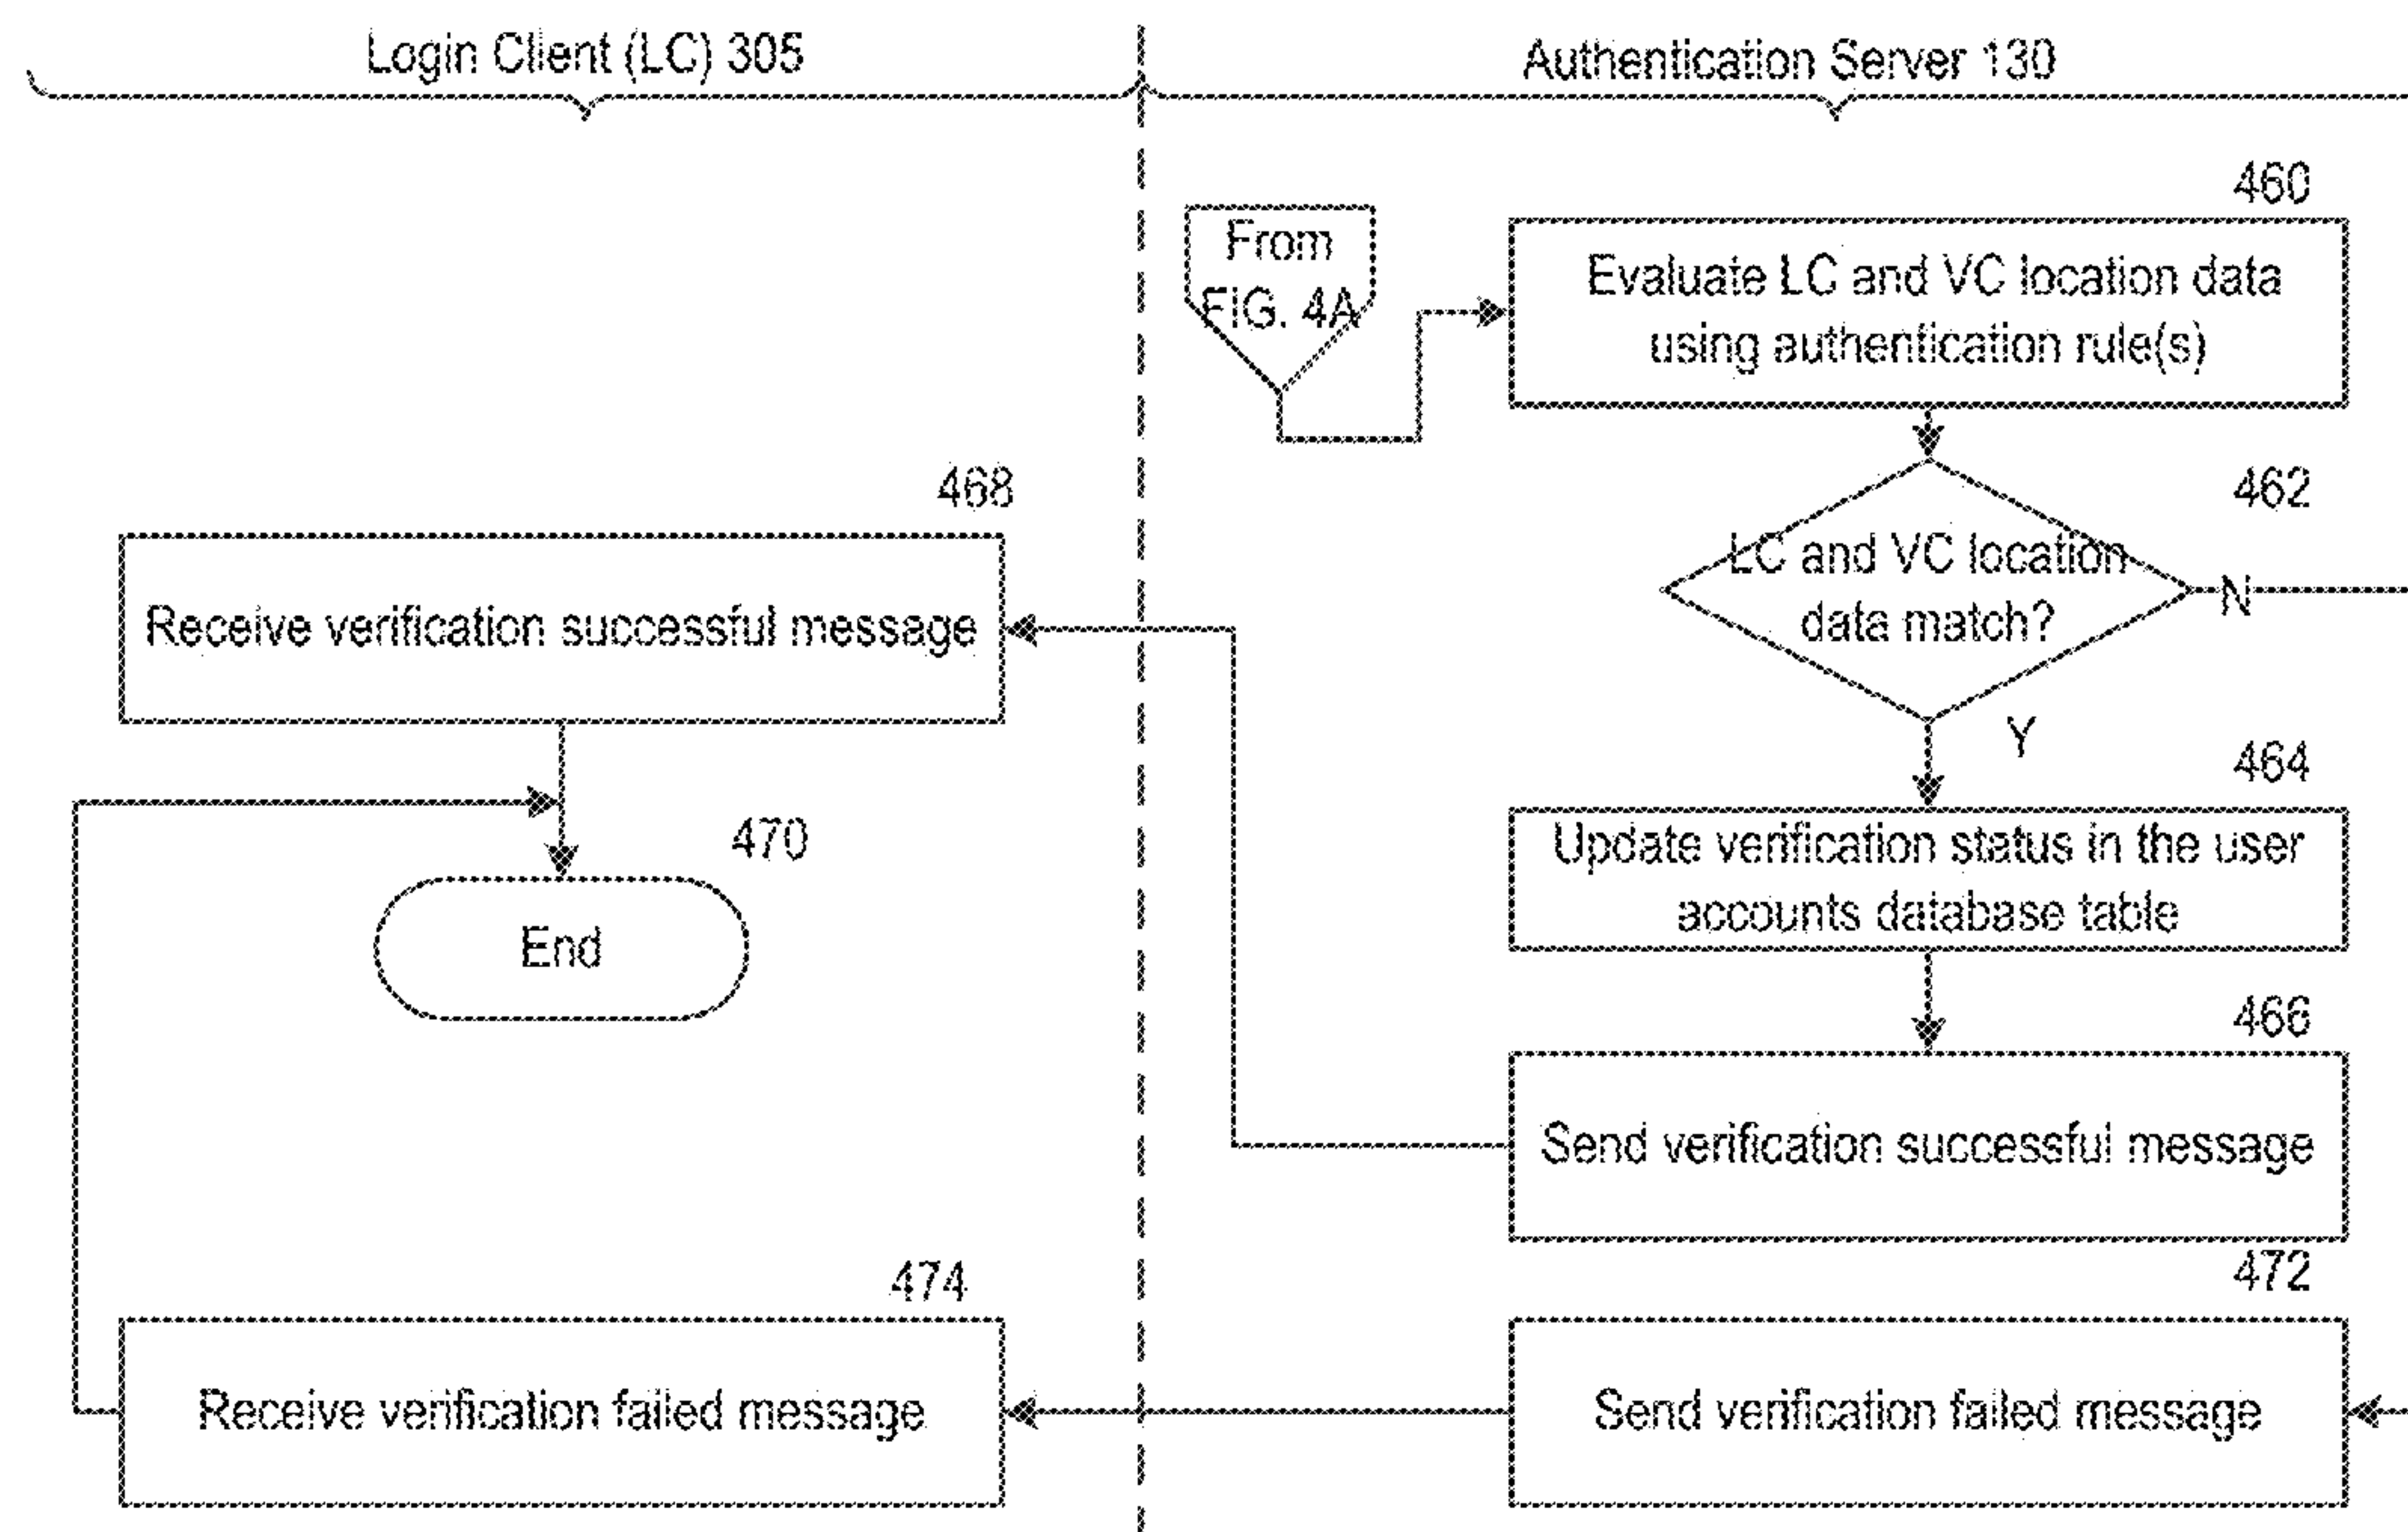 Login Client (LC) 305
Authentication Server 130
From
FIG. 4A
460
Evaluate LC and VC location data
using authentication rule(s)
462
LC and VC location
data match?
N
Y
468
Receive verification successful message
464
Update verification status in the user
accounts database table
470
End
466
Send verification successful message
472
Send verification failed message
474
Receive verification failed message